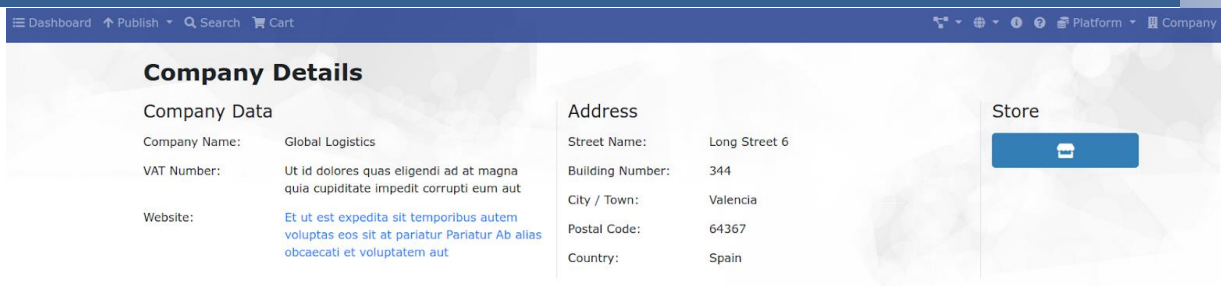 Dashboard Publish Search Cart Platform Company
Company Details
Company Data
Company Name: Global Logistics
VAT Number: Ut id dolores quas eligendi ad at magna
quia cupiditate impedit corrupti eum aut
Website: Et ut est expedita sit temporibus autem
voluptas eos sit at pariatur Pariatur Ab alias
obcaecati et voluptatem aut
Address
Street Name: Long Street 6
Building Number: 344
City / Town: Valencia
Postal Code: 64367
Country: Spain
Store